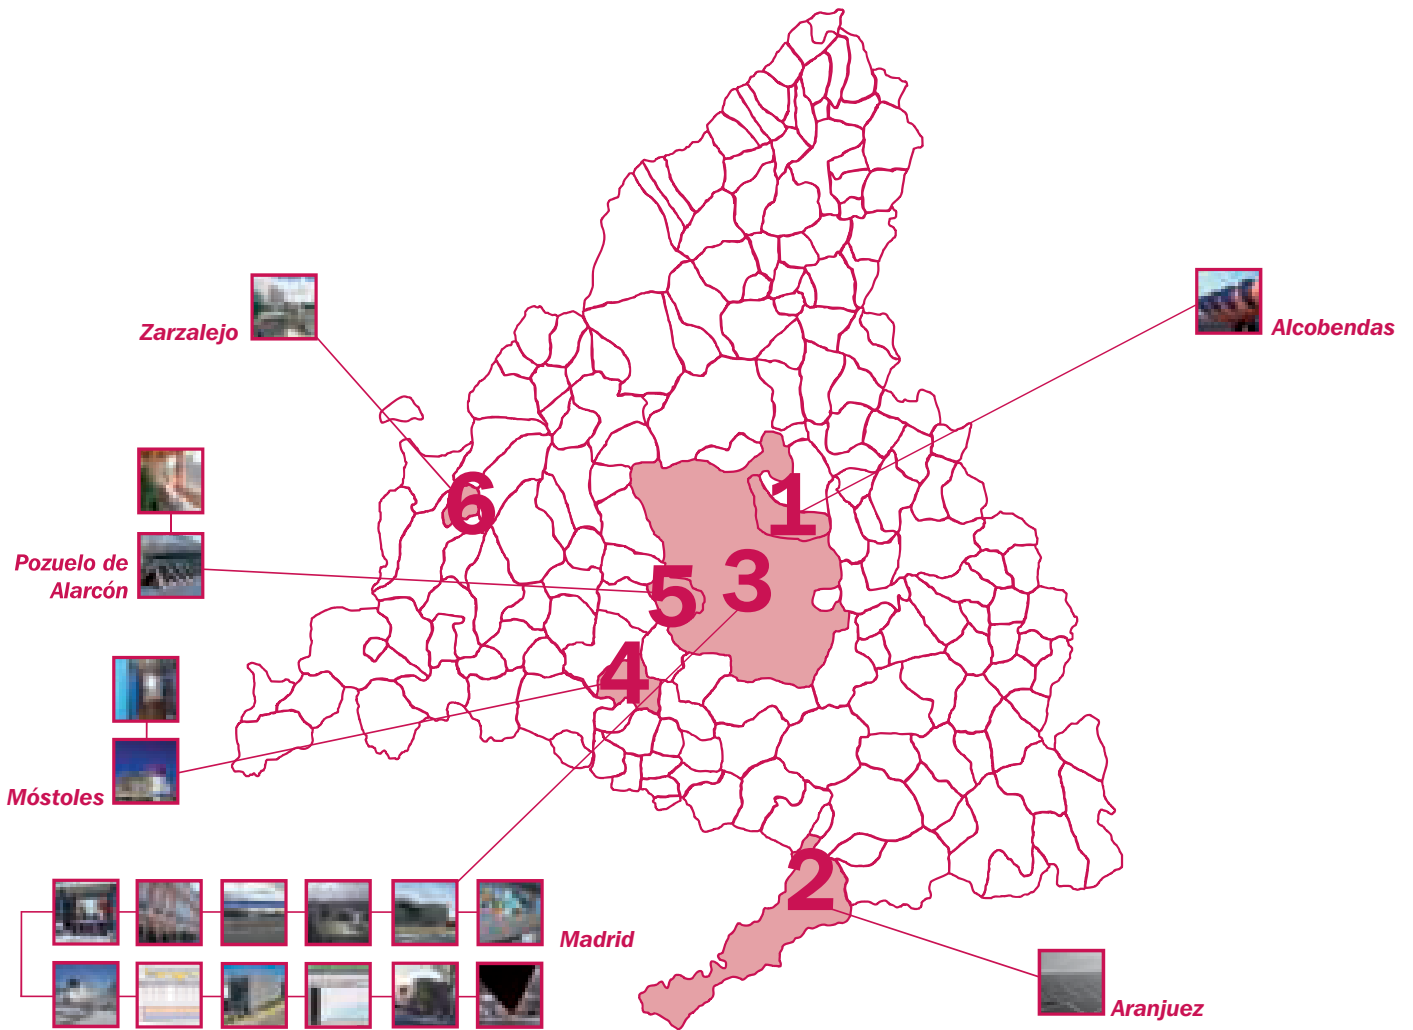 Zarzalejo
Alcobendas
1
6
Pozuelo de
Alarcón
3
5
4
Móstoles
2
Madrid
Aranjuez